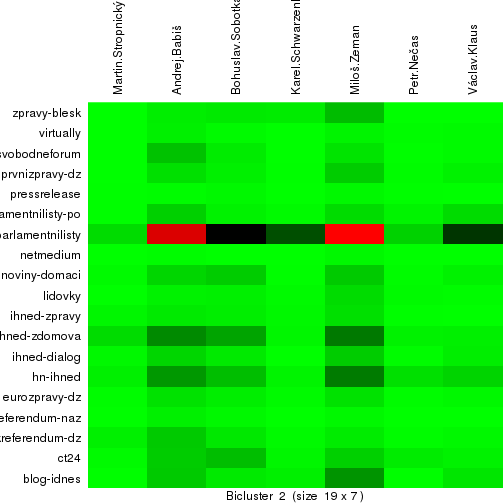 Martin.Stropnický
Andrej.Babiš
Bohuslav.Sobotka
Karel.Schwarzenb
Miloš.Zeman
Petr.Nečas
Václav.Klaus
zpravy-blesk
virtually
svobodneforum
prvnizpravy-dz
pressrelease
lamentnilisty-po
parlamentnilisty
netmedium
noviny-domaci
lidovky
ihned-zpravy
hned-zdomova
ihned-dialog
hn-ihned
eurozpravy-dz
referendum-naz
referendum-dz
ct24
blog-idnes
Bicluster 2 (size 19 x 7)